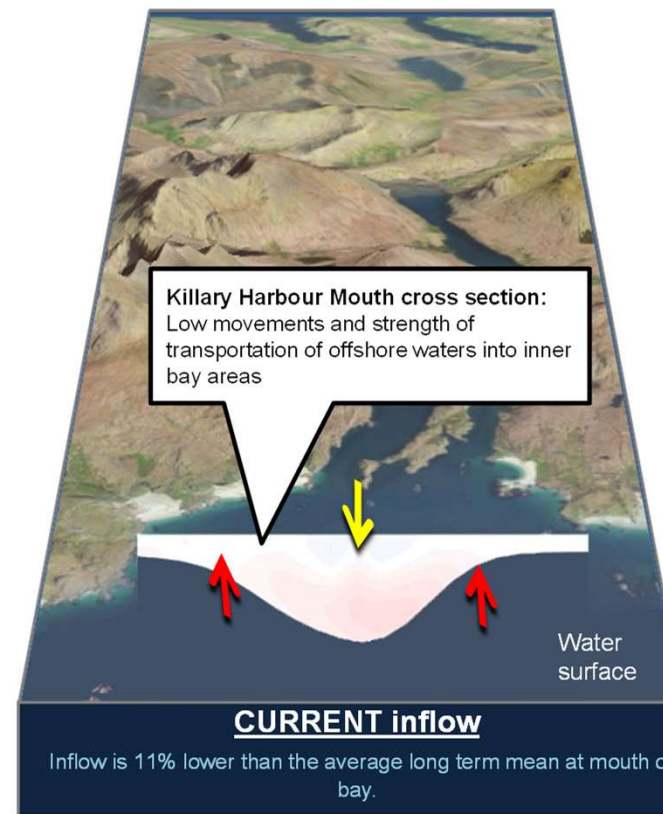 Killary Harbour Mouth cross section:
Low movements and strength of
transportation of offshore waters into inner
bay areas
Water
surface
CURRENT inflow
Inflow is 11% lower than the average long term mean at mouth
bay.